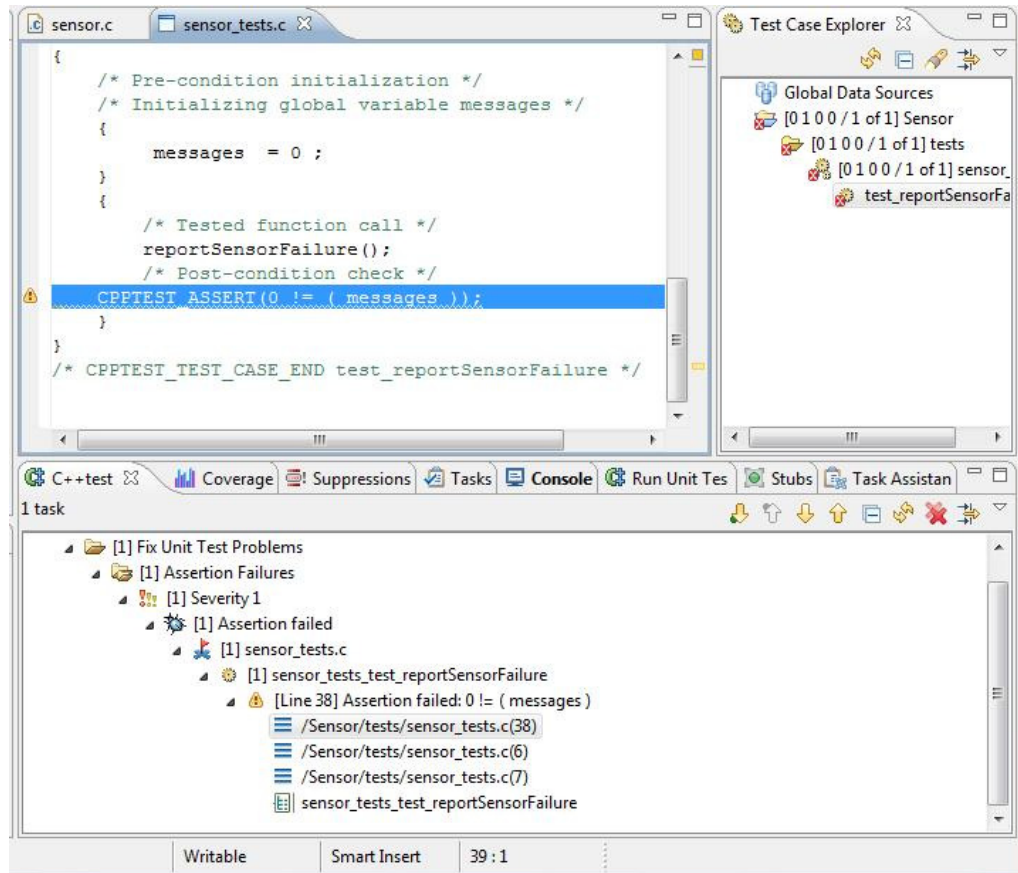 sensor.c
sensor_tests.c
{
/* Pre-condition initialization */
/* Initializing global variable messages */
{
messages = 0 ;
}
{
/* Tested function call */
reportSensorFailure();
/* Post-condition check */
CPPTEST_ASSERT(0 != ( messages ));
}
}
/* CPPTEST_TEST_CASE_END test_reportSensorFailure */
Test Case Explorer
Global Data Sources
[0 1 0 0 / 1 of 1] Sensor
[0 1 0 0 / 1 of 1] tests
[0 1 0 0 / 1 of 1] sensor_
test_reportSensorFa
C++test
Coverage
Suppressions
Tasks
Console
Run Unit Tes
Stubs
Task Assistan
1 task
[1] Fix Unit Test Problems
[1] Assertion Failures
[1] Severity 1
[1] Assertion failed
[1] sensor_tests.c
[1] sensor_tests_test_reportSensorFailure
[Line 38] Assertion failed: 0 != ( messages )
/Sensor/tests/sensor_tests.c(38)
/Sensor/tests/sensor_tests.c(6)
/Sensor/tests/sensor_tests.c(7)
sensor_tests_test_reportSensorFailure
Writable
Smart Insert
39 : 1